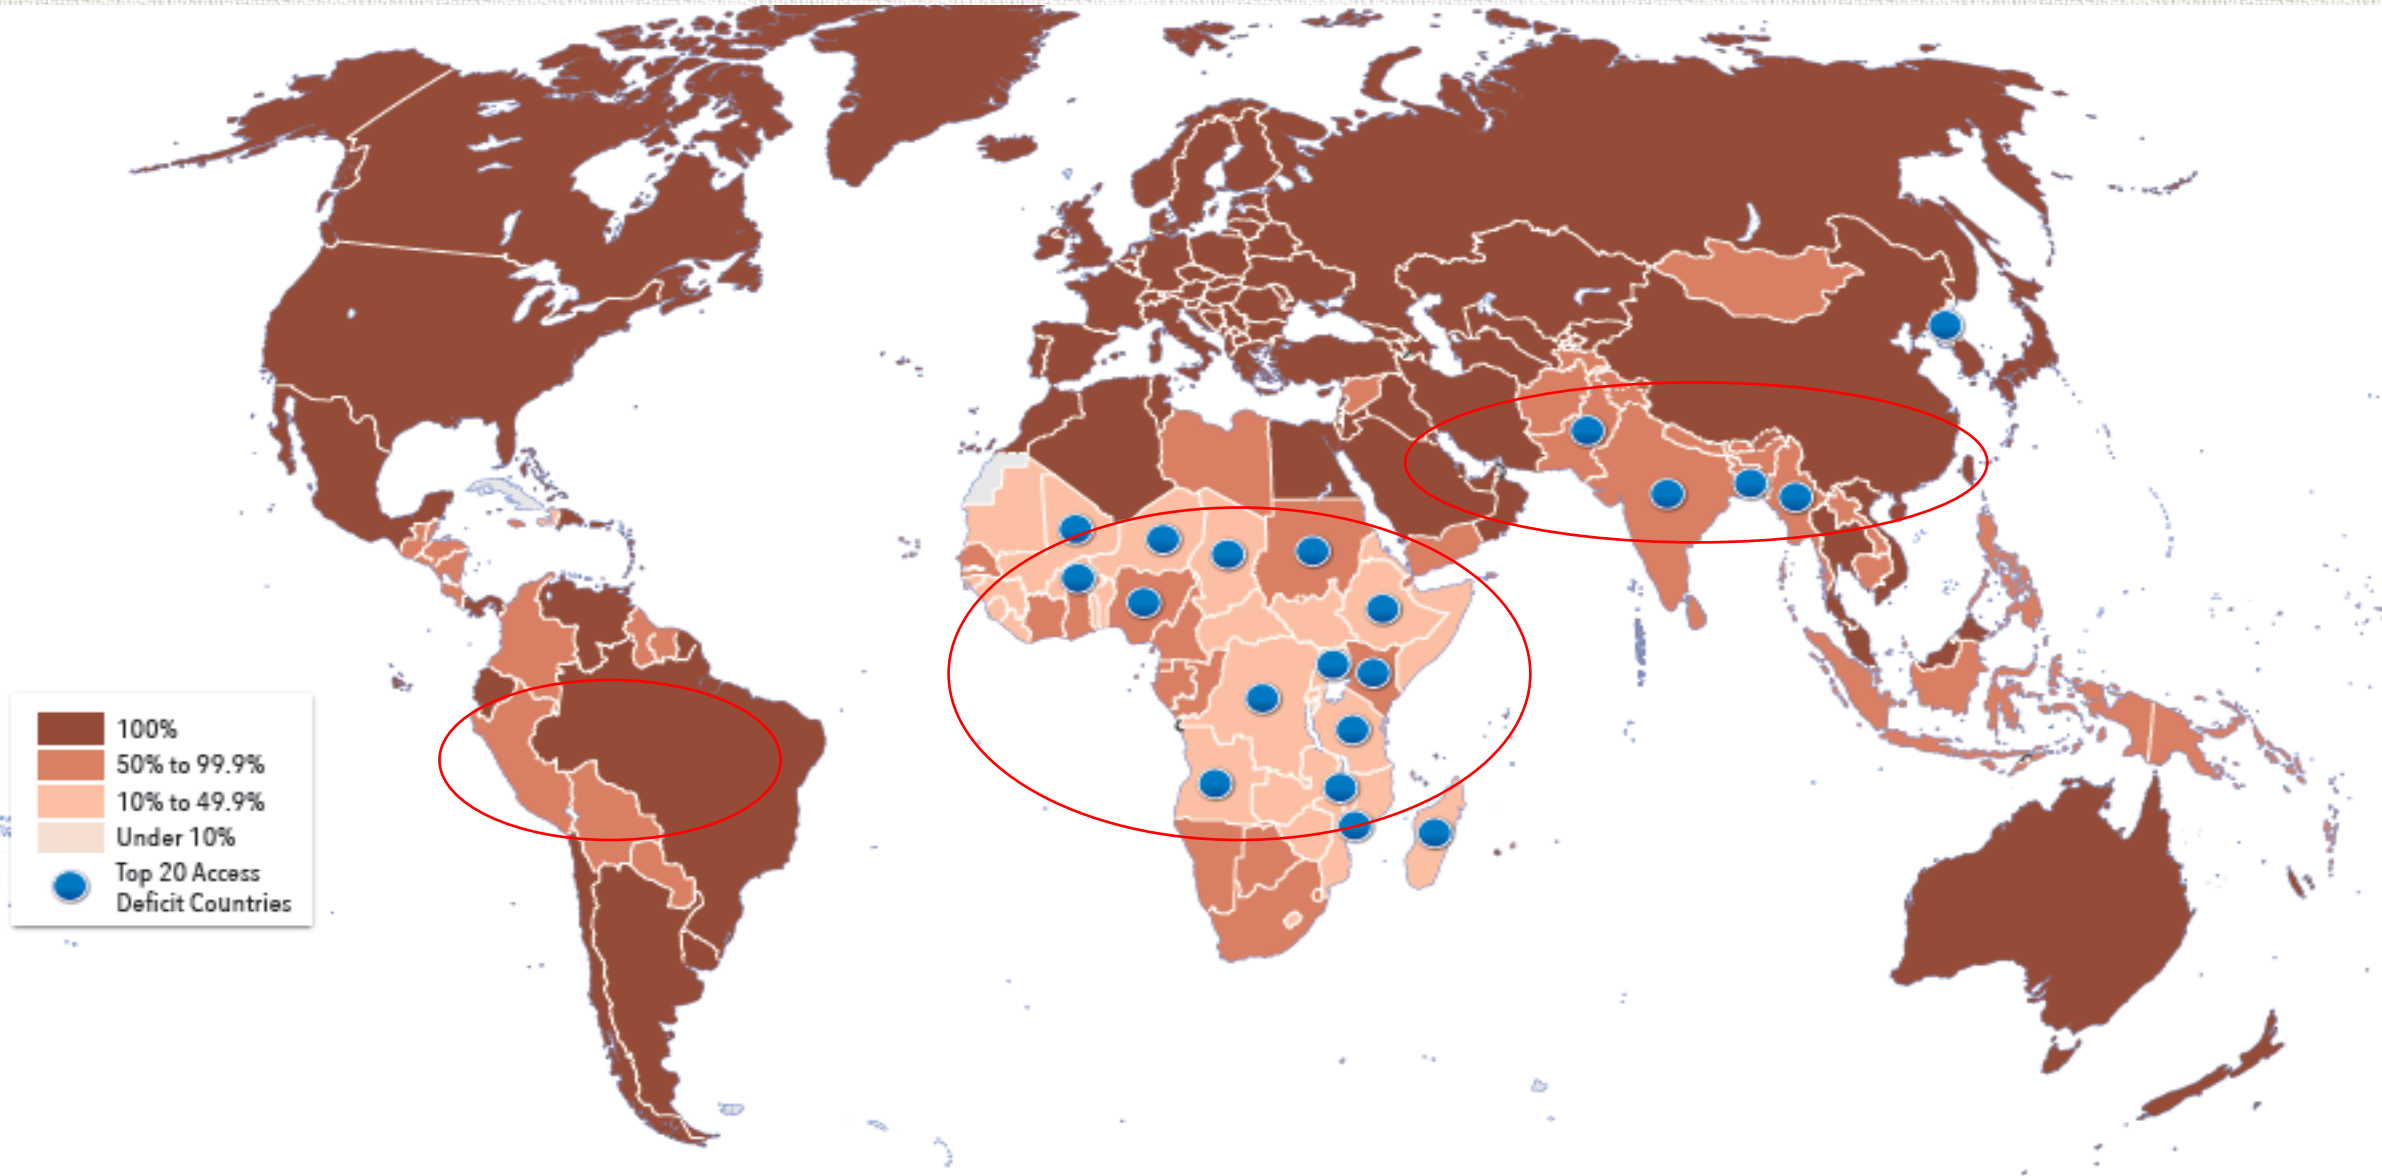 100%
50% to 99.9%
10% to 49.9%
Under 10%
Top 20 Access
Deficit Countries